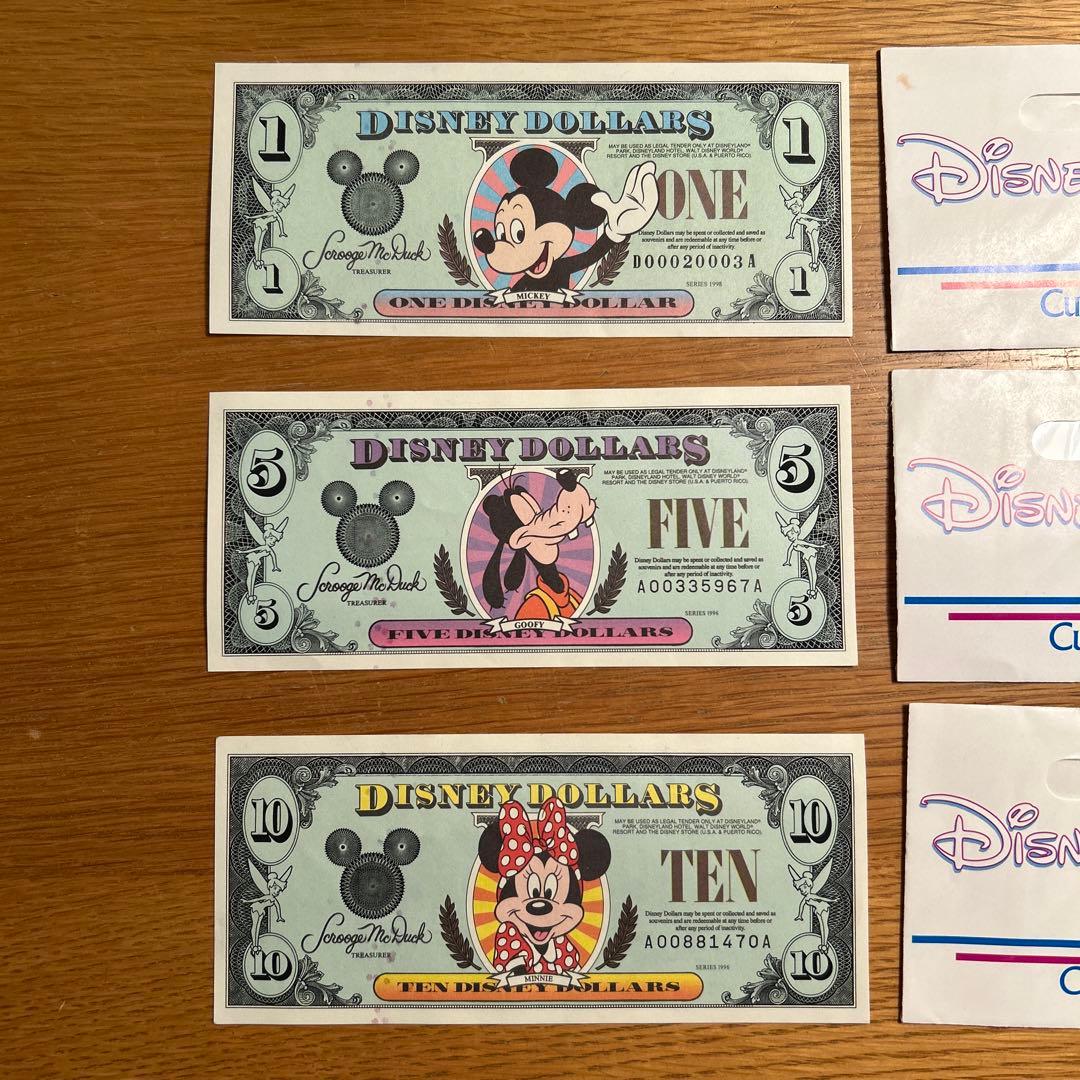 1 DISNEY DOLLARS 1
MAY BE USED AS LEGAL TENDER ONLY AT DISNEYLAND®
PARK, DISNEYLAND HOTEL, WALT DISNEY WORLD®
RESORT AND THE DISNEY STORE (U.S.A. & PUERTO RICO).
ONE
Disney Dollars may be spent or collected and saved as
souvenirs and are redeemable at any time before or
after any period of inactivity.
Scrooge McDuck D00020003A
TREASURER
SERIES 1998
1 MICKEY 1
ONE DISNEY DOLLAR
DISNE
Cu
5 DISNEY DOLLARS 5
MAY BE USED AS LEGAL TENDER ONLY AT DISNEYLAND®
PARK, DISNEYLAND HOTEL, WALT DISNEY WORLD®
RESORT AND THE DISNEY STORE (U.S.A. & PUERTO RICO).
FIVE
Disney Dollars may be spent or collected and saved as
souvenirs and are redeemable at any time before or
after any period of inactivity.
Scrooge McDuck A00335967A
TREASURER
SERIES 1996
5 GOOFY 5
FIVE DISNEY DOLLARS
DISNE
Cu
10 DISNEY DOLLARS 10
MAY BE USED AS LEGAL TENDER ONLY AT DISNEYLAND®
PARK, DISNEYLAND HOTEL, WALT DISNEY WORLD®
RESORT AND THE DISNEY STORE (U.S.A. & PUERTO RICO).
TEN
Disney Dollars may be spent or collected and saved as
souvenirs and are redeemable at any time before or
after any period of inactivity.
Scrooge McDuck A00881470A
TREASURER
SERIES 1996
10 MINNIE 10
TEN DISNEY DOLLARS
DISN
C